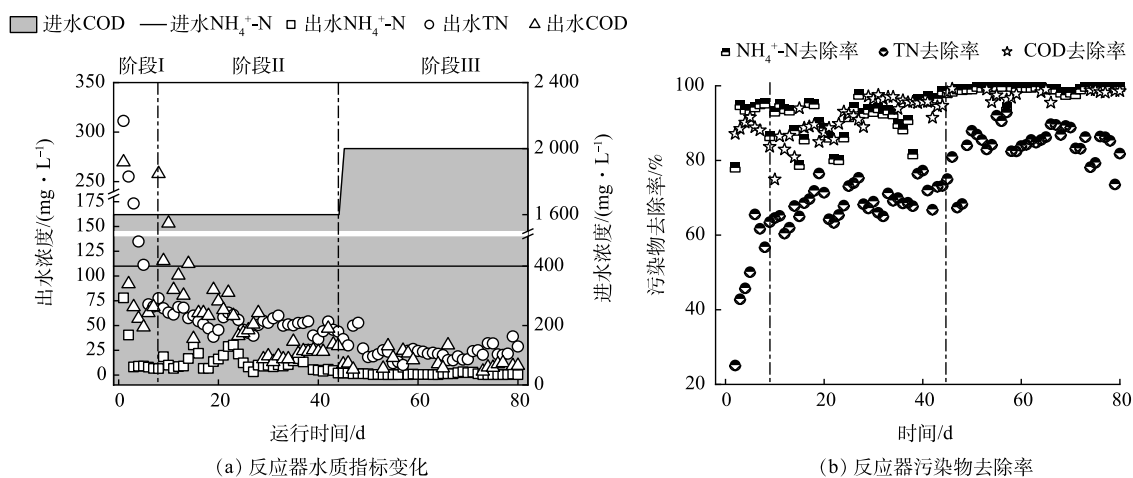 进水COD 进水NH₄⁺-N 出水NH₄⁺-N 出水TN 出水COD
阶段I 阶段II 阶段III
350
300
250
175
150
125
100
75
50
25
0
出水浓度/(mg·L⁻¹)
2 400
2 000
1 600
400
200
0
进水浓度/(mg·L⁻¹)
0 20 40 60 80
运行时间/d
(a) 反应器水质指标变化
NH₄⁺-N去除率 TN去除率 COD去除率
100
80
60
40
20
污染物去除率/%
0 20 40 60 80
时间/d
(b) 反应器污染物去除率